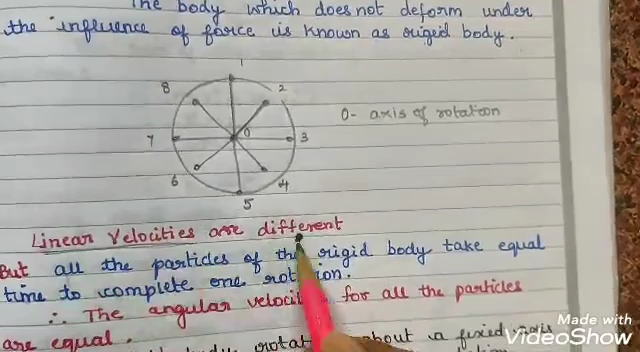 The body which does not deform under
the influence of force is known as rigid body.
1
8
2
7
O
3
O- axis of rotation
6
4
5
Linear Velocities are different
But all the particles of the rigid body take equal
time to complete one rotation.
∴ The angular velocities for all the particles
are equal.
body rotat about a fixed axis
Made with
VideoShow